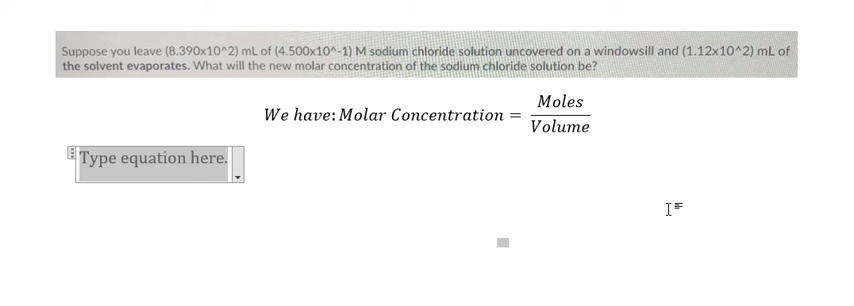 Suppose you leave (8.390x10^2) mL of (4.500x10^-1) M sodium chloride solution uncovered on a windowsill and (1.12x10^2) mL of
the solvent evaporates. What will the new molar concentration of the sodium chloride solution be?
We have: Molar Concentration = Moles / Volume
Type equation here.